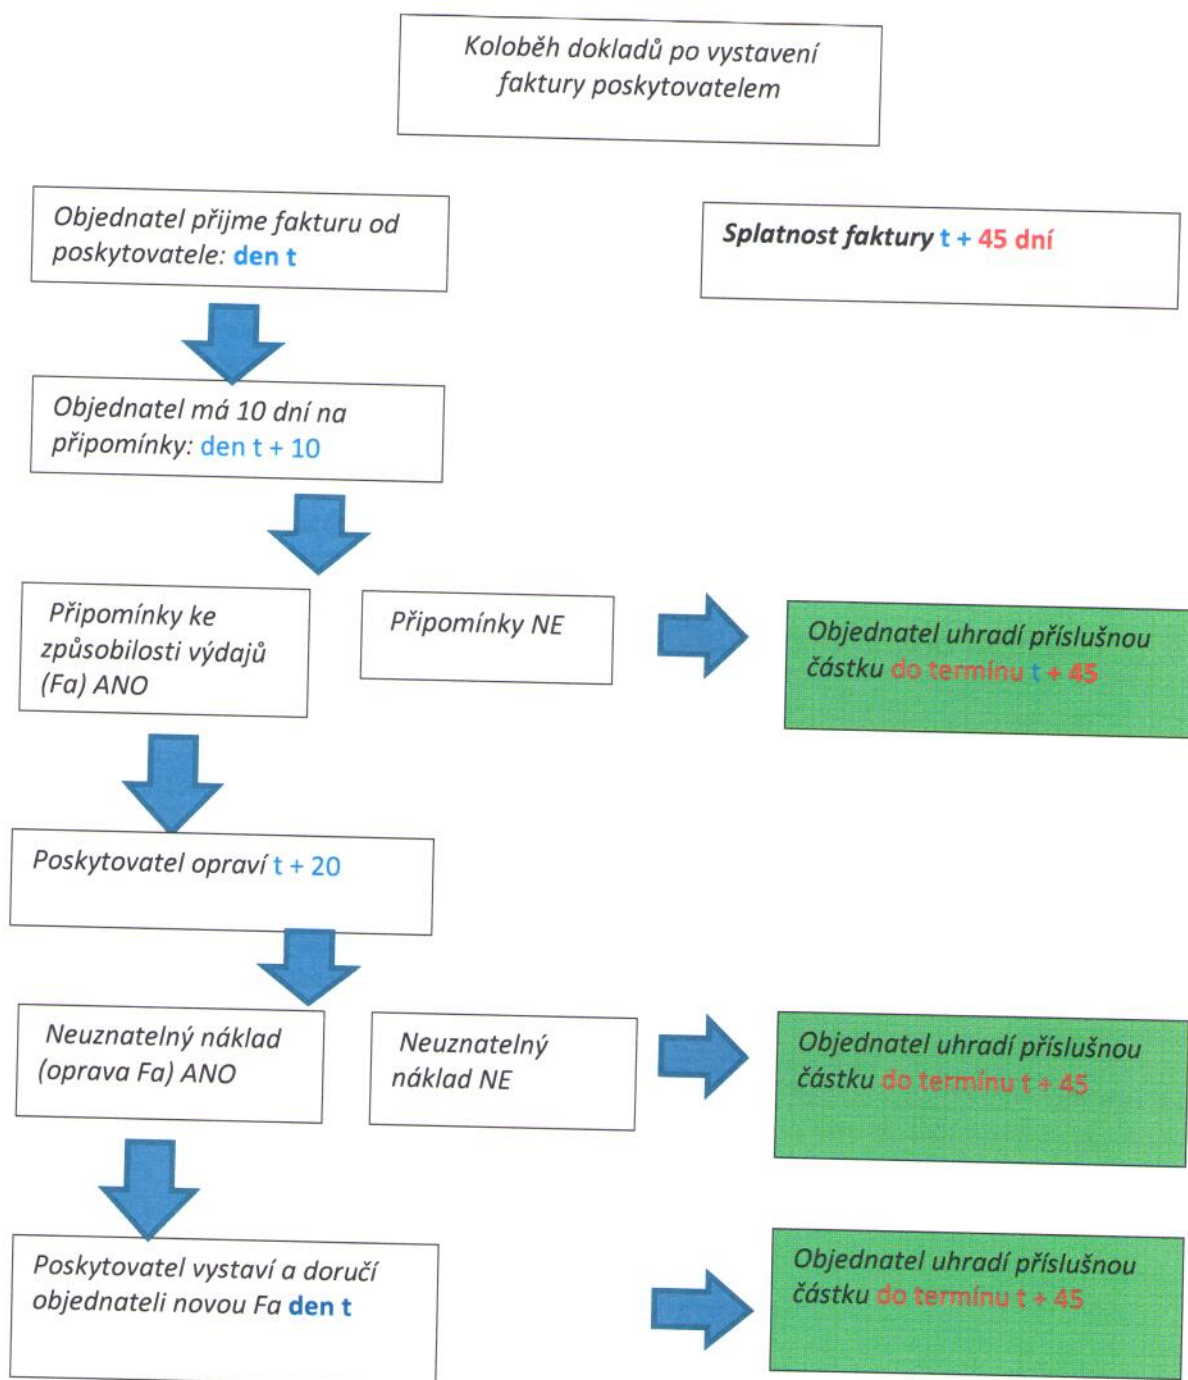 Koloběh dokladů po vystavení
faktury poskytovatelem
Objednatel přijme fakturu od
poskytovatele: den t
Splatnost faktury t + 45 dní
Objednatel má 10 dní na
připomínky: den t + 10
Připomínky ke
způsobilosti výdajů
(Fa) ANO
Připomínky NE
Objednatel uhradí příslušnou
částku do termínu t + 45
Poskytovatel opraví t + 20
Neuznatelný náklad
(oprava Fa) ANO
Neuznatelný
náklad NE
Objednatel uhradí příslušnou
částku do termínu t + 45
Poskytovatel vystaví a doručí
objednateli novou Fa den t
Objednatel uhradí příslušnou
částku do termínu t + 45